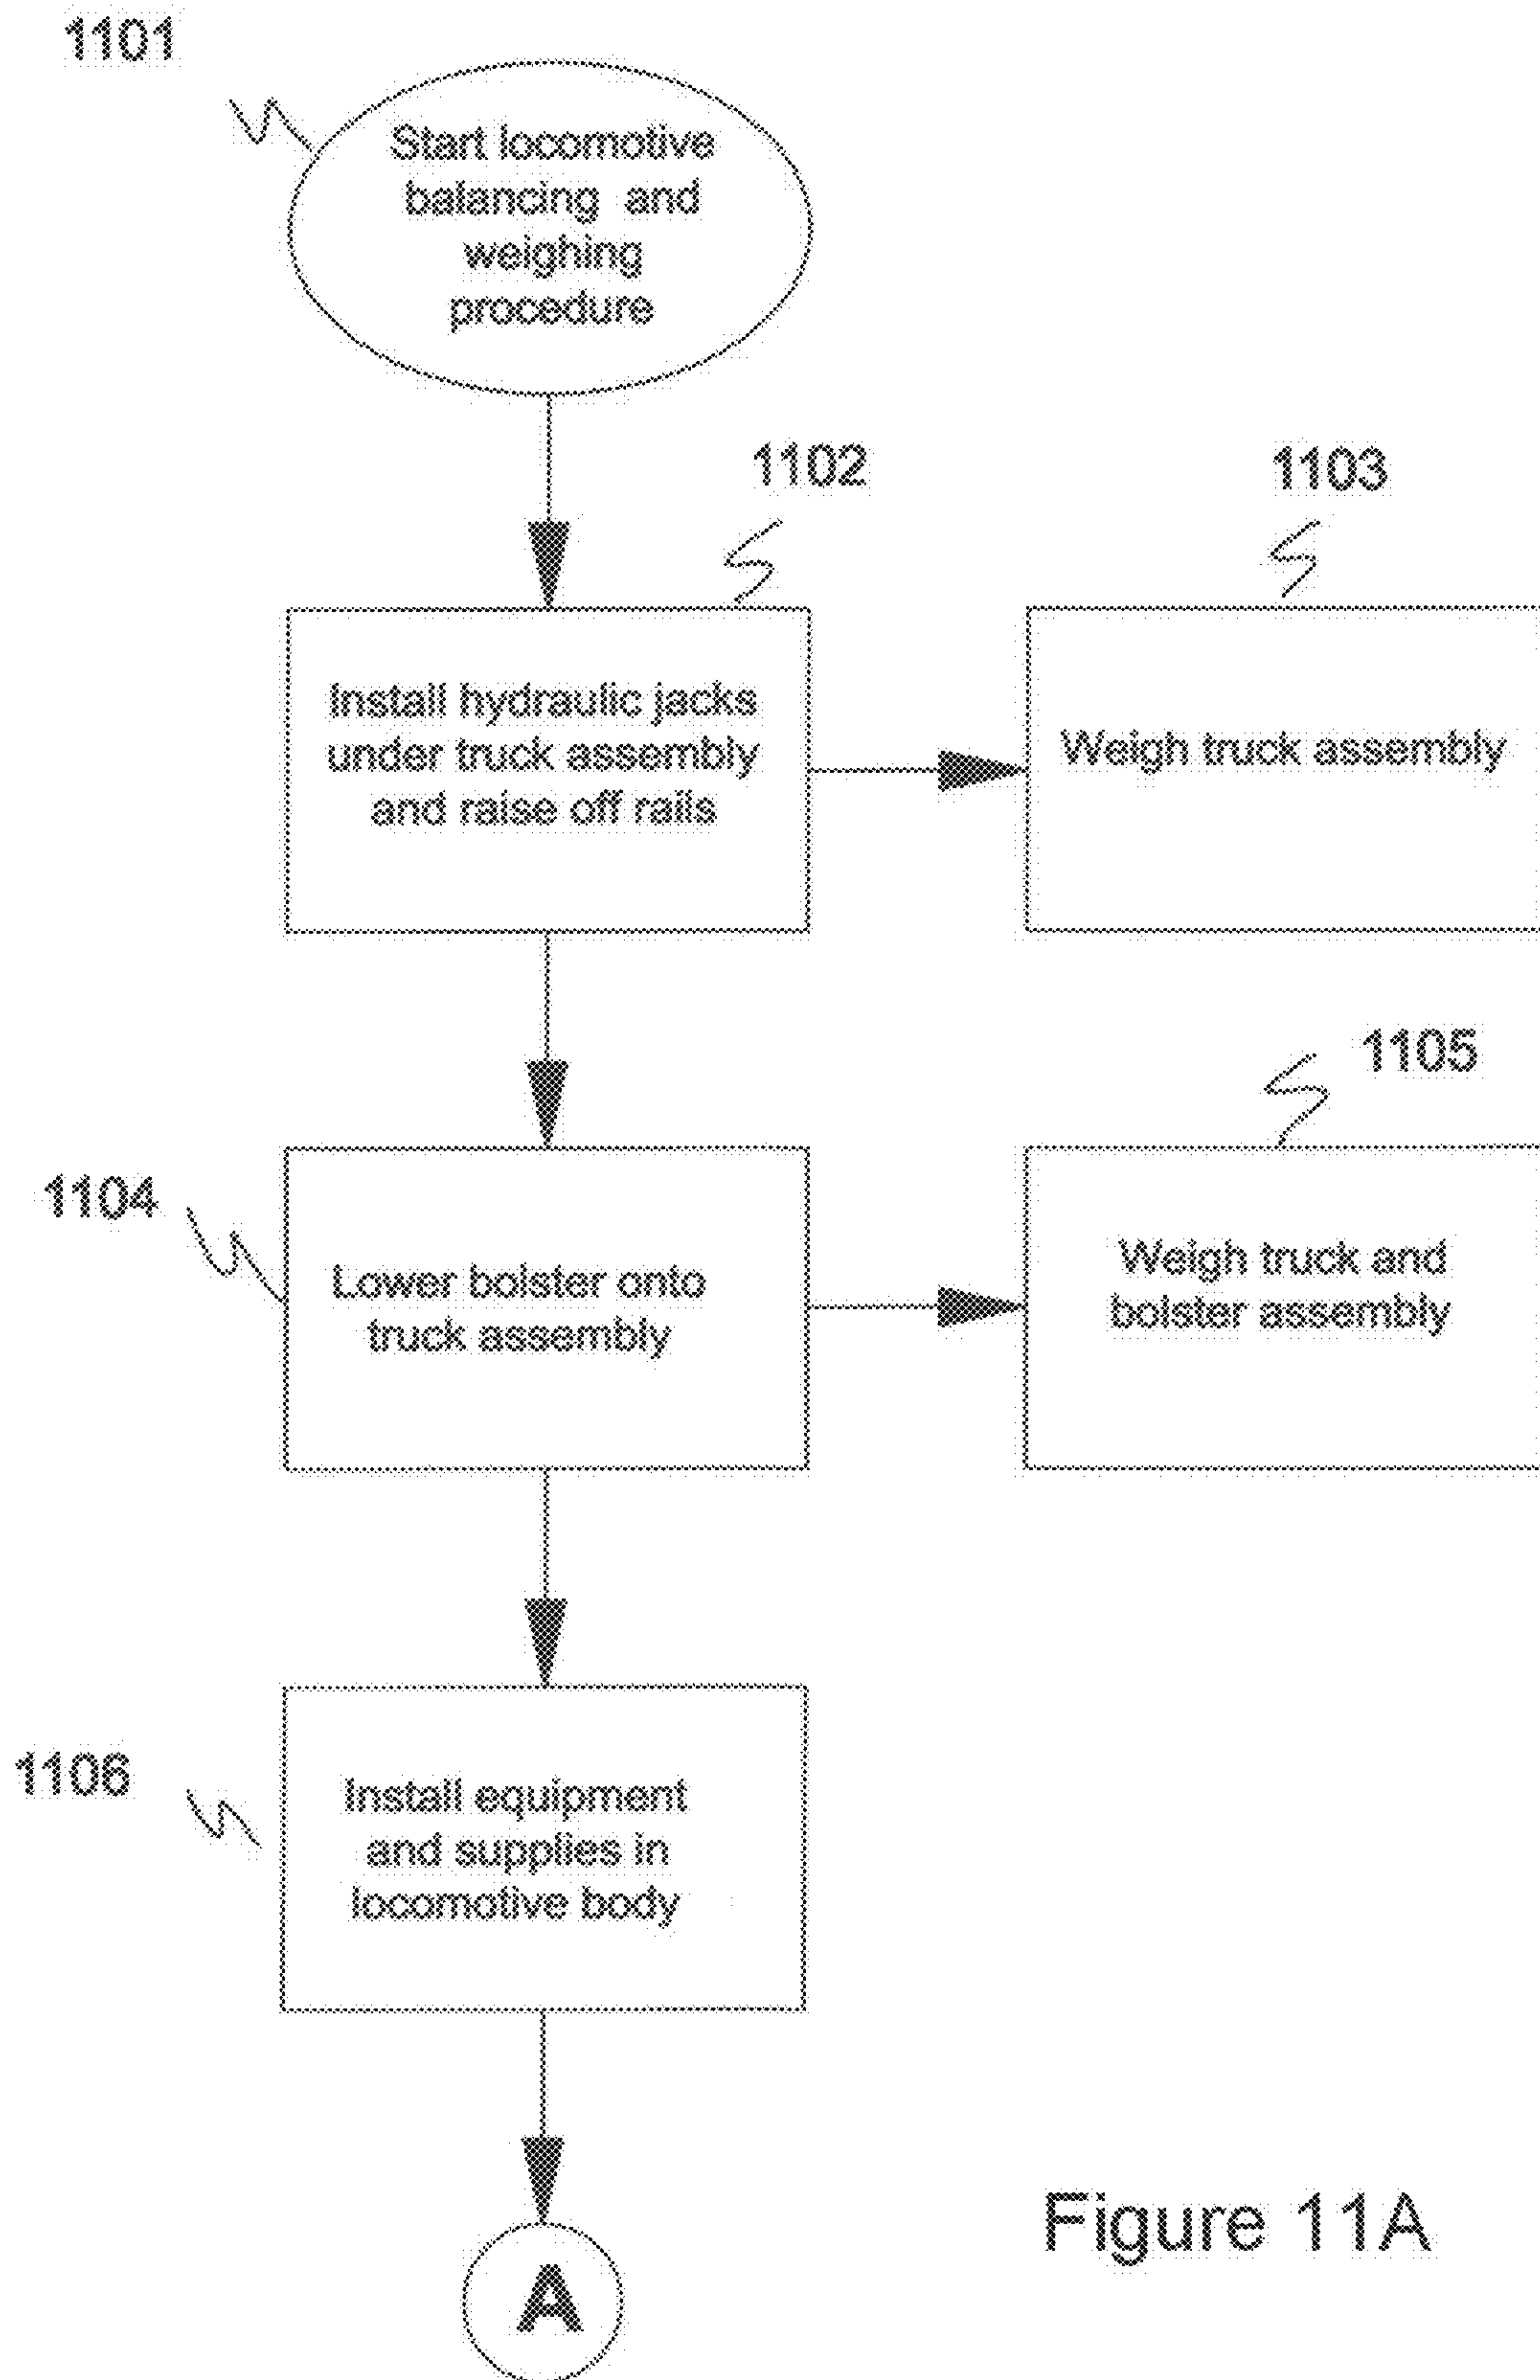 1101
Start locomotive
balancing and
weighing
procedure
1102
1103
Install hydraulic jacks
under truck assembly
and raise off rails
Weigh truck assembly
1105
1104
Lower bolster onto
truck assembly
Weigh truck and
bolster assembly
1106
Install equipment
and supplies in
locomotive body
A
Figure 11A